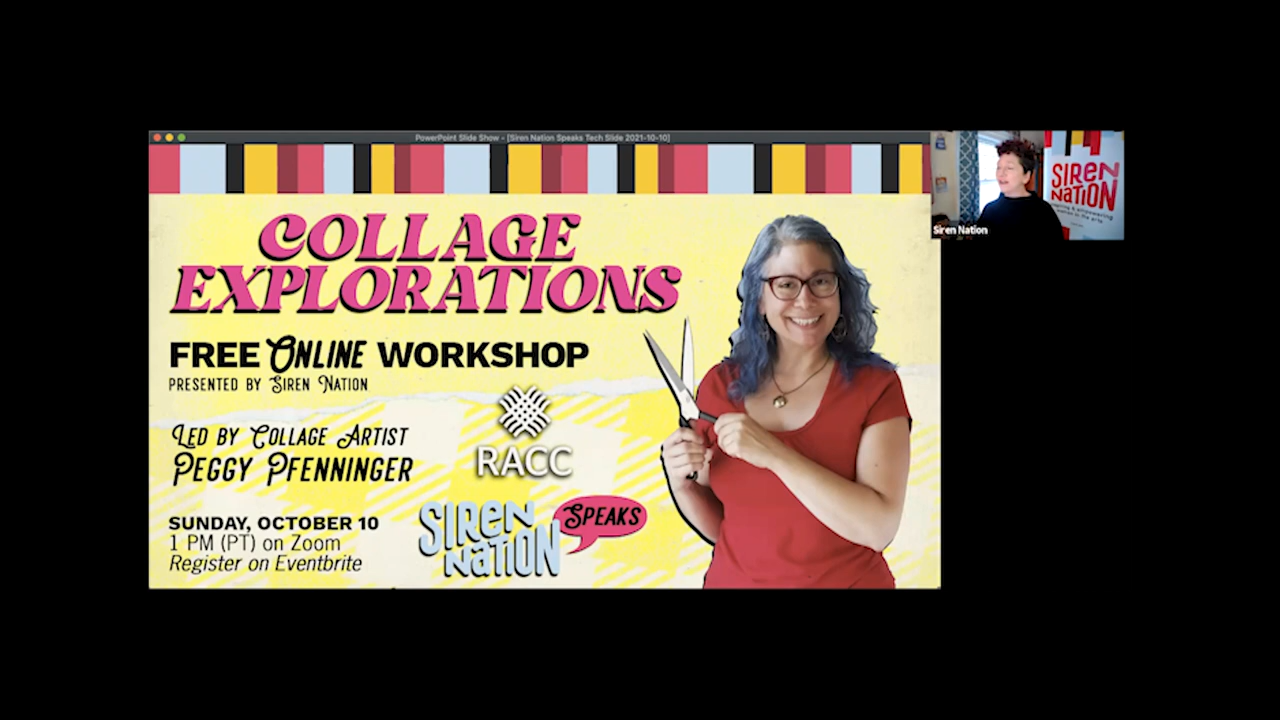 PowerPoint Slide Show - [Siren Nation Speaks Tech Slide 2021-10-10]
COLLAGE
EXPLORATIONS
FREE ONLINE WORKSHOP
PRESENTED BY SIREN NATION
LED BY COLLAGE ARTIST
PEGGY PFENNINGER
RACC
SUNDAY, OCTOBER 10
1 PM (PT) on Zoom
Register on Eventbrite
SIREN
NATION
SPEAKS
SIREN
NATION
Siren Nation